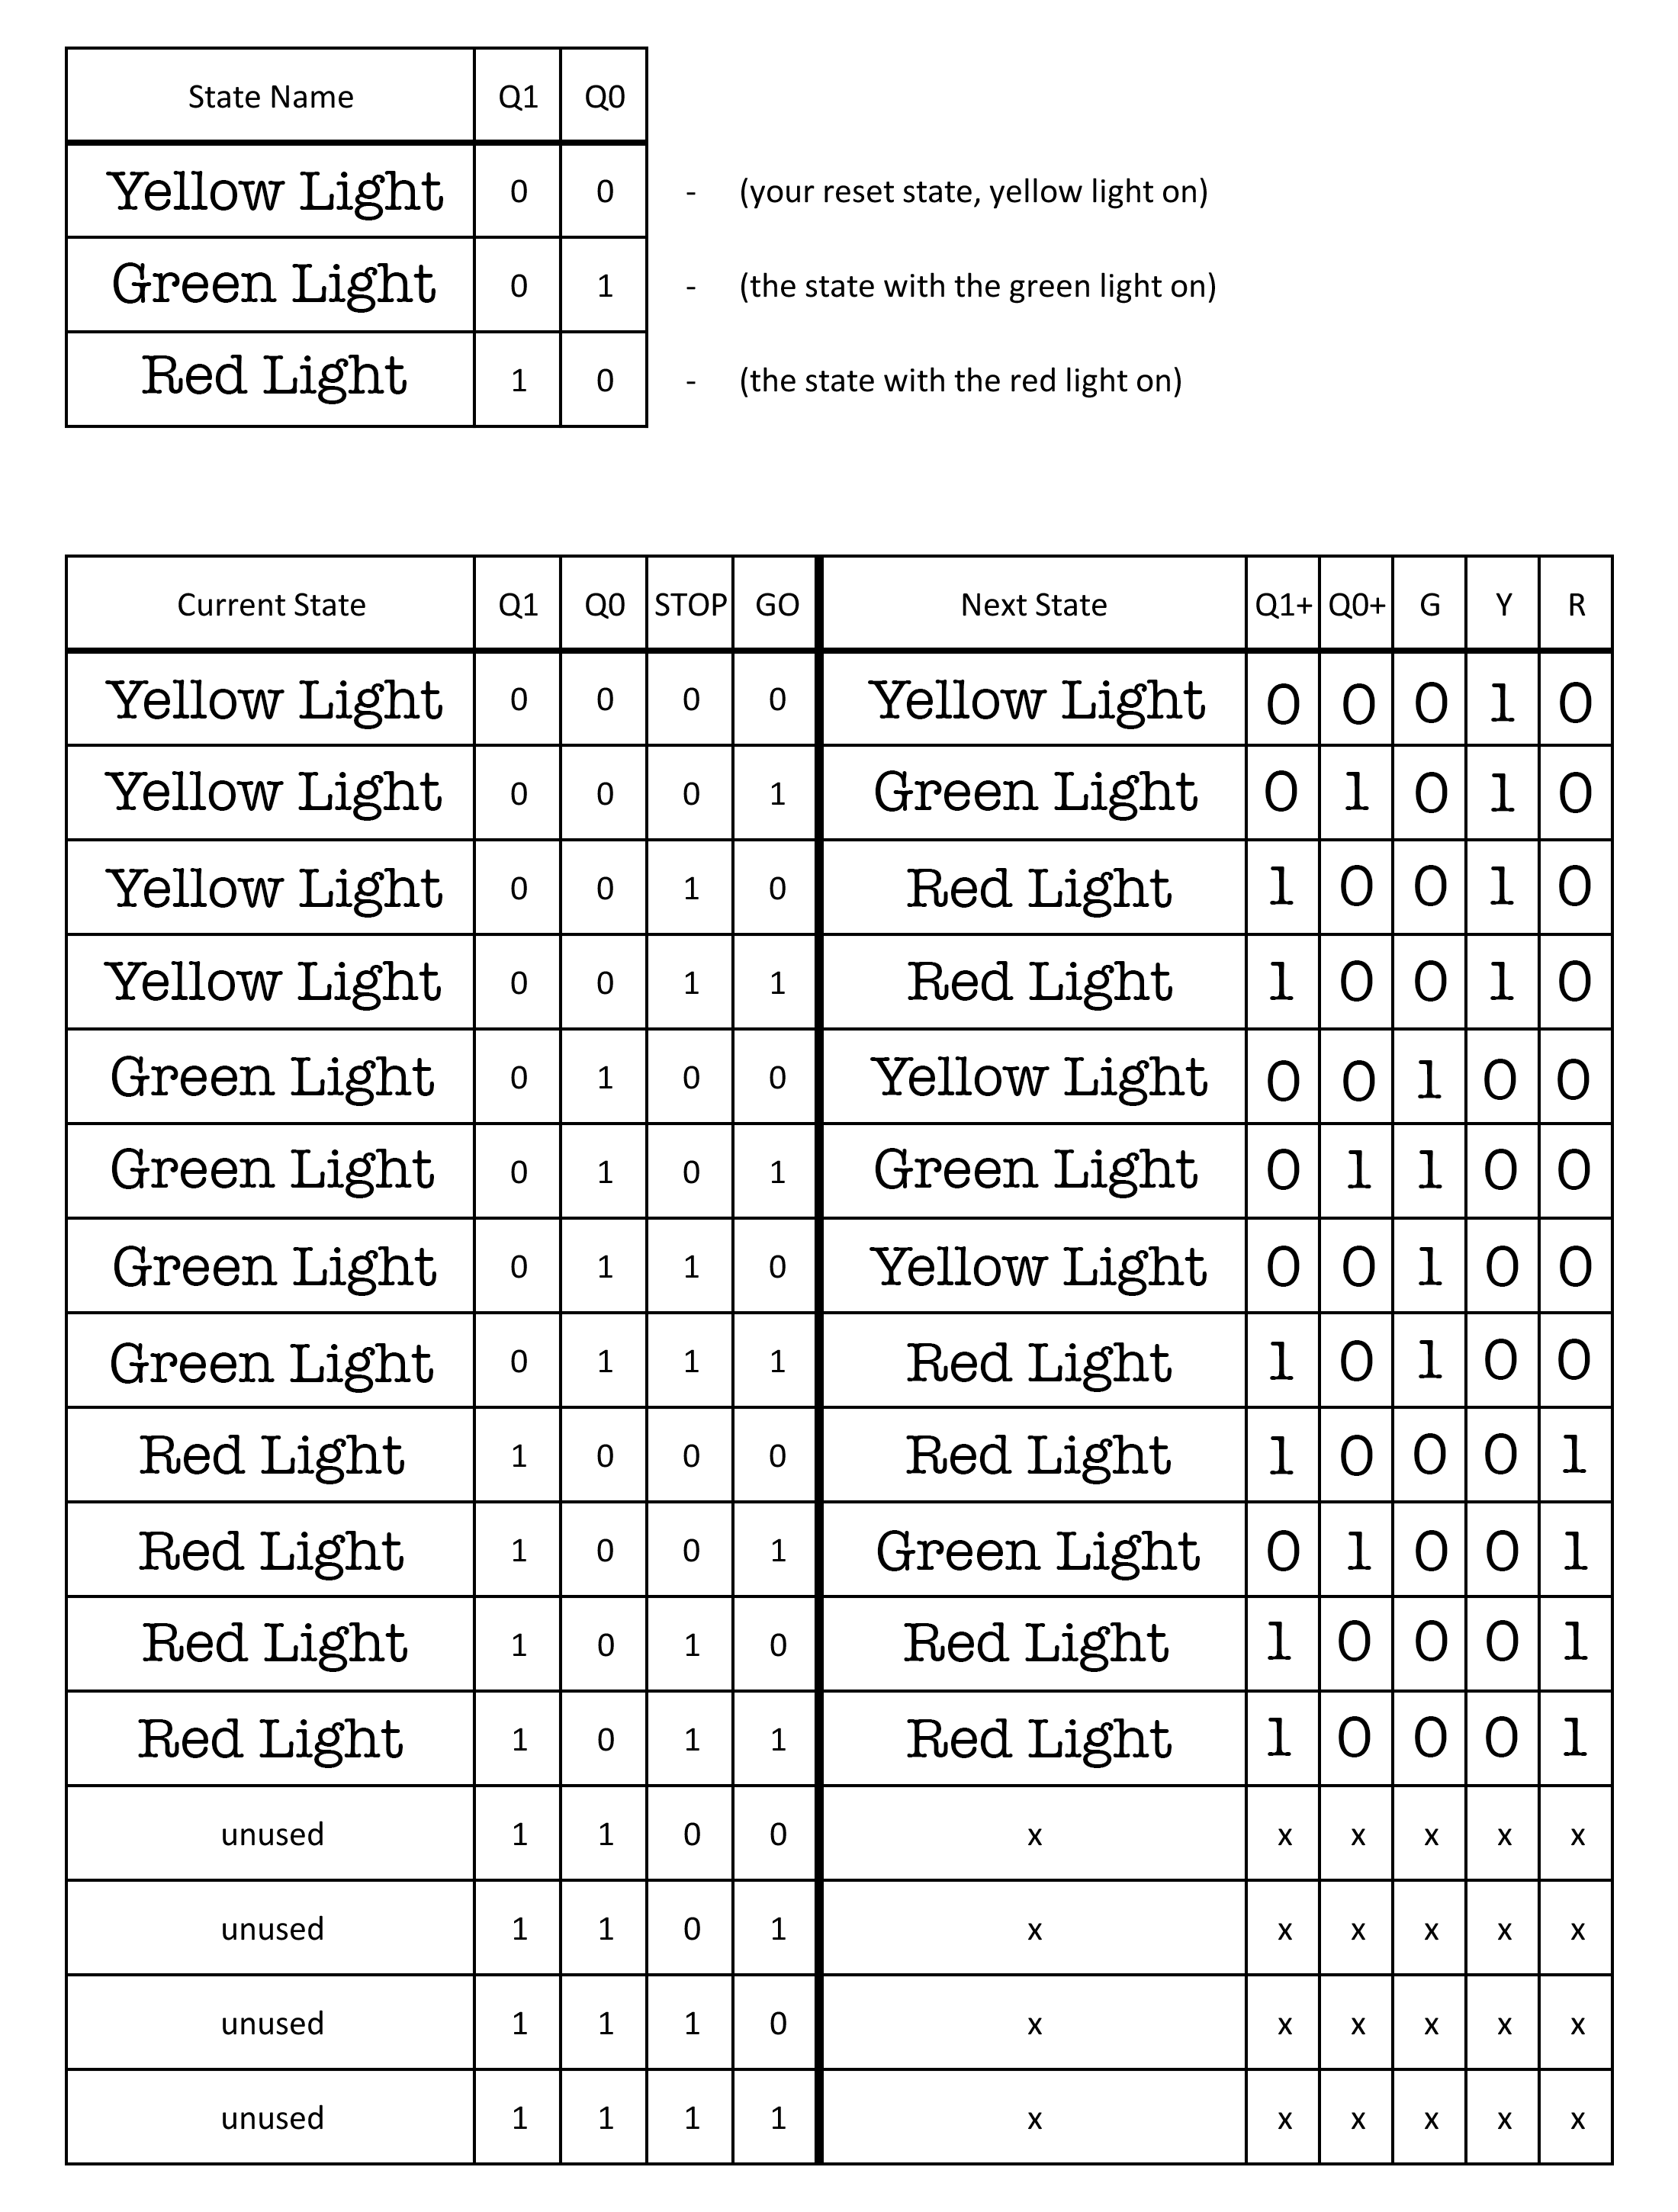 State Name Q1 Q0
Yellow Light 0 0 - (your reset state, yellow light on)
Green Light 0 1 - (the state with the green light on)
Red Light 1 0 - (the state with the red light on)
Current State Q1 Q0 STOP GO Next State Q1+ Q0+ G Y R
Yellow Light 0 0 0 0 Yellow Light 0 0 0 1 0
Yellow Light 0 0 0 1 Green Light 0 1 0 1 0
Yellow Light 0 0 1 0 Red Light 1 0 0 1 0
Yellow Light 0 0 1 1 Red Light 1 0 0 1 0
Green Light 0 1 0 0 Yellow Light 0 0 1 0 0
Green Light 0 1 0 1 Green Light 0 1 1 0 0
Green Light 0 1 1 0 Yellow Light 0 0 1 0 0
Green Light 0 1 1 1 Red Light 1 0 1 0 0
Red Light 1 0 0 0 Red Light 1 0 0 0 1
Red Light 1 0 0 1 Green Light 0 1 0 0 1
Red Light 1 0 1 0 Red Light 1 0 0 0 1
Red Light 1 0 1 1 Red Light 1 0 0 0 1
unused 1 1 0 0 x x x x x x
unused 1 1 0 1 x x x x x x
unused 1 1 1 0 x x x x x x
unused 1 1 1 1 x x x x x x